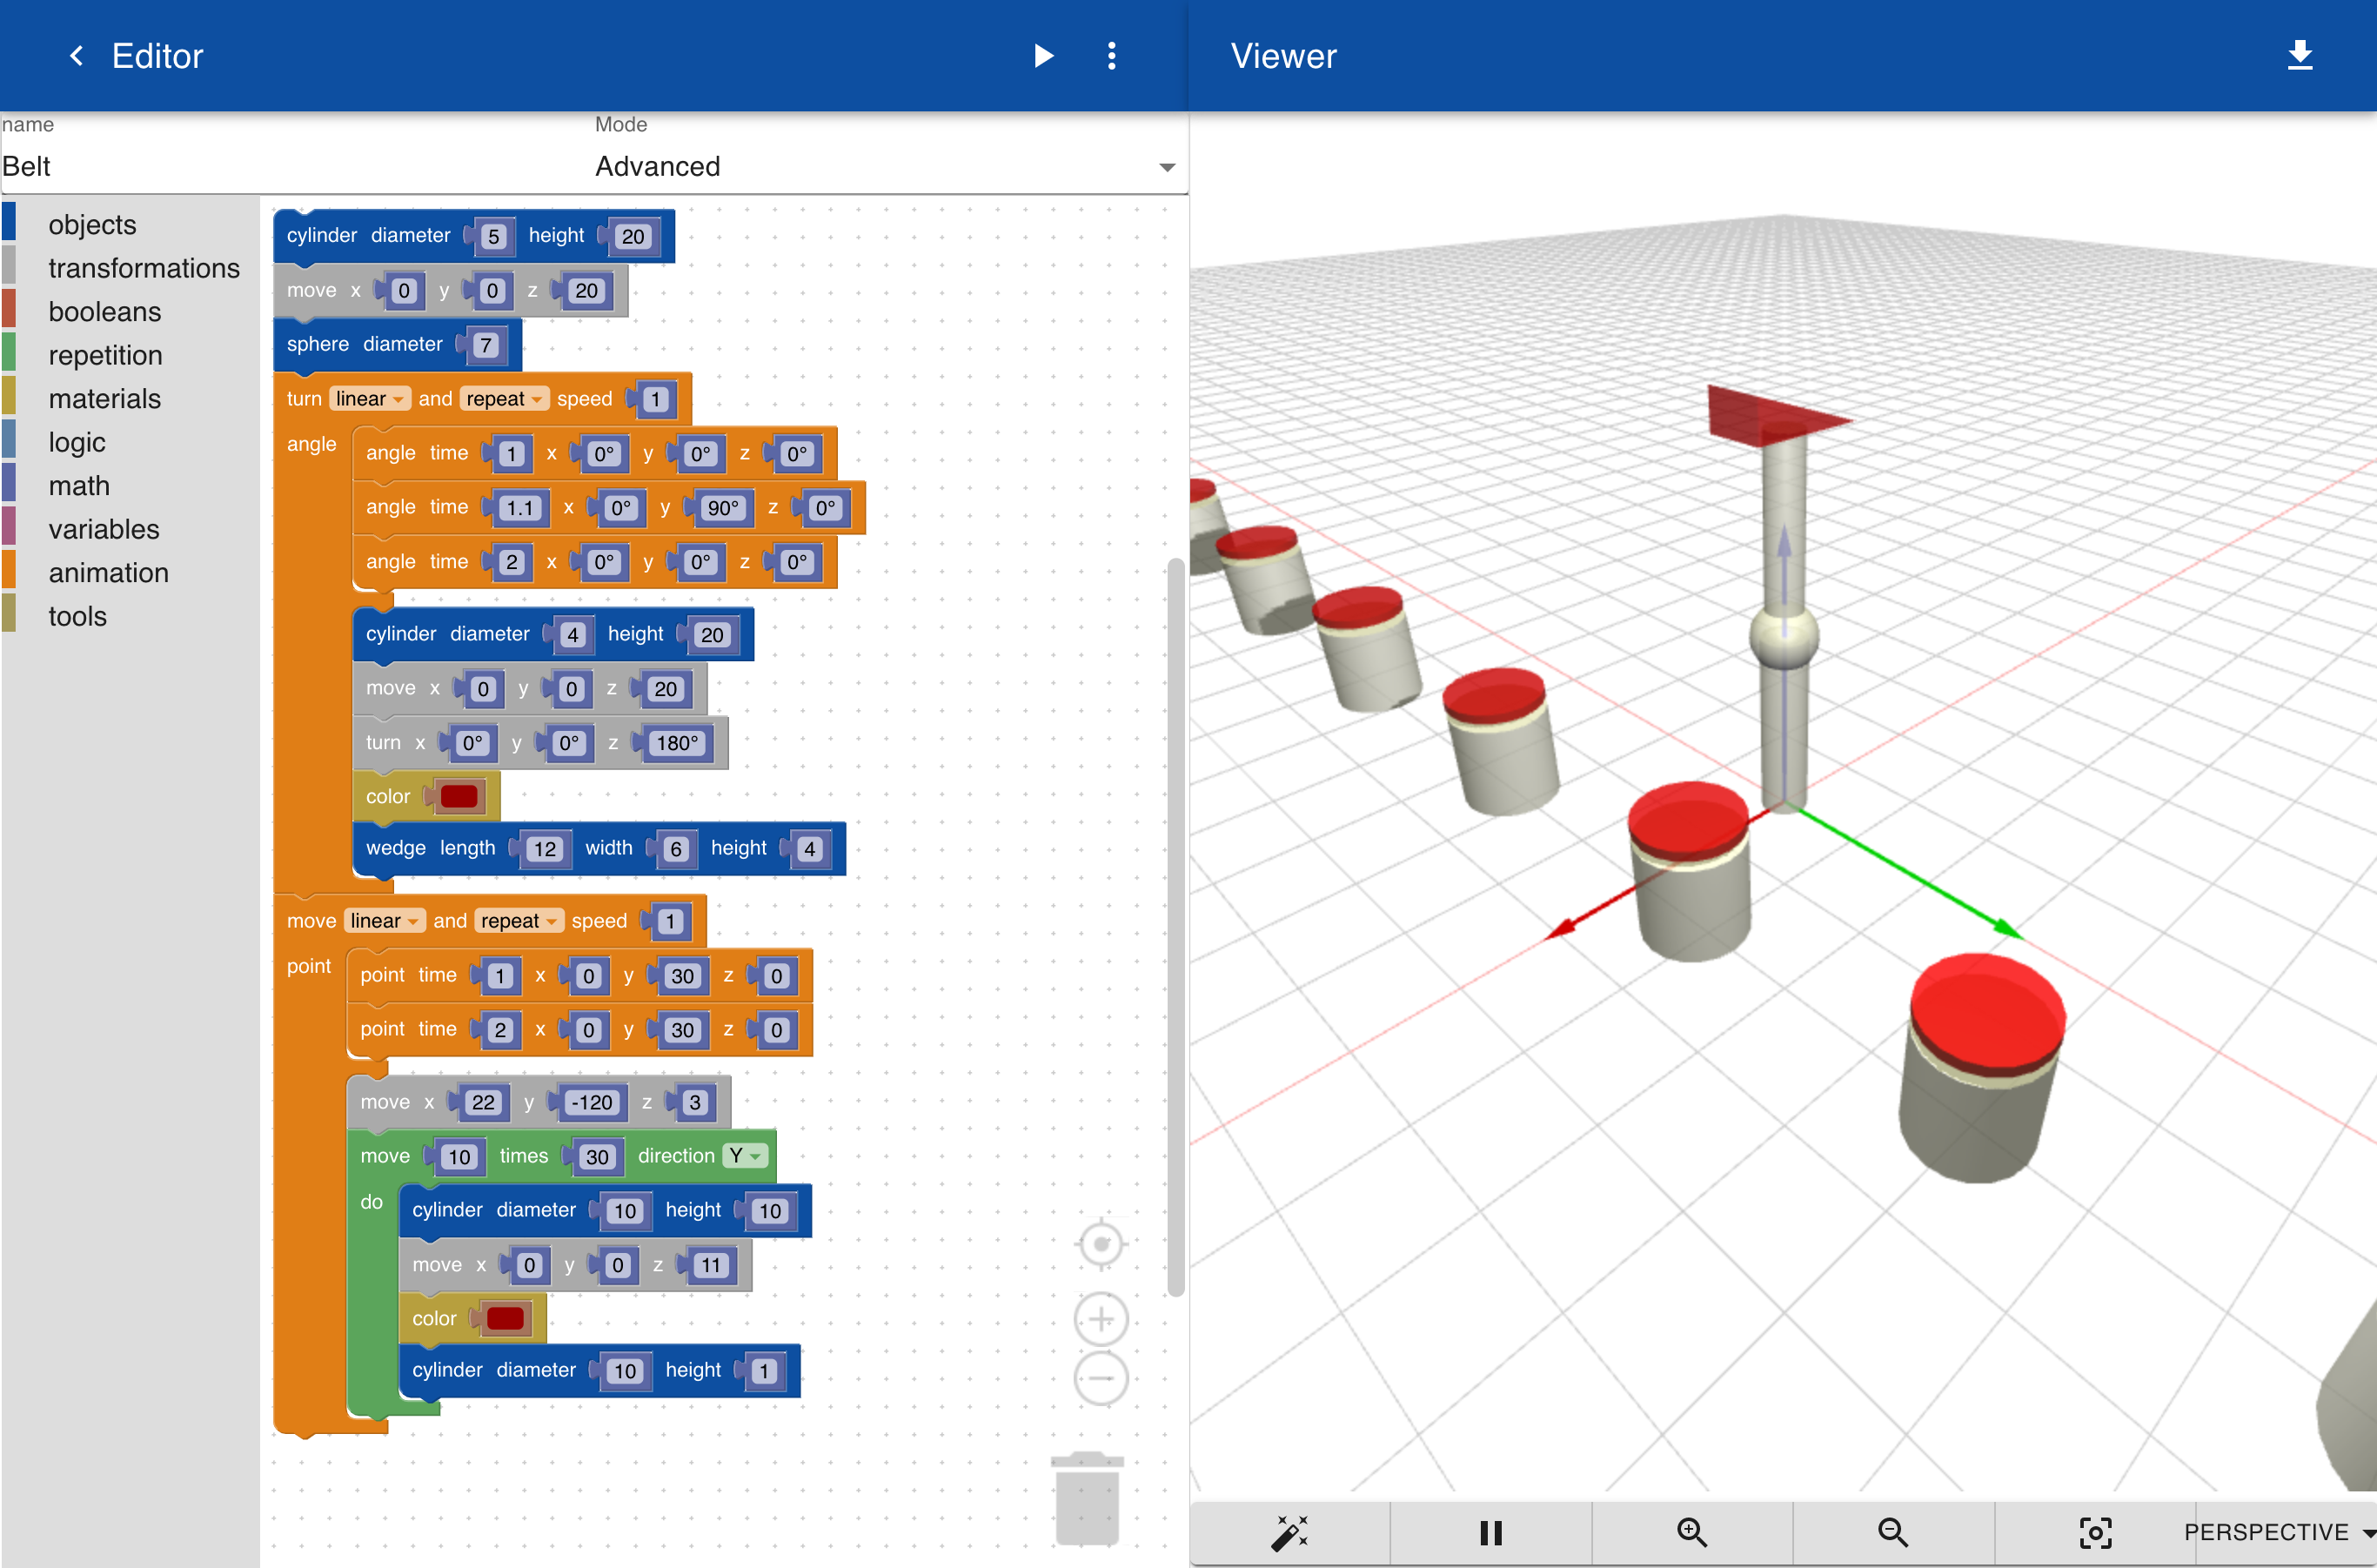 Editor
Viewer
name
Mode
Belt
Advanced
objects
transformations
booleans
repetition
materials
logic
math
variables
animation
tools
cylinder diameter 5 height 20
move x 0 y 0 z 20
sphere diameter 7
turn linear and repeat speed 1
angle
angle time 1 x 0° y 0° z 0°
angle time 1.1 x 0° y 90° z 0°
angle time 2 x 0° y 0° z 0°
cylinder diameter 4 height 20
move x 0 y 0 z 20
turn x 0° y 0° z 180°
color
wedge length 12 width 6 height 4
move linear and repeat speed 1
point
point time 1 x 0 y 30 z 0
point time 2 x 0 y 30 z 0
move x 22 y -120 z 3
move 10 times 30 direction Y
do
cylinder diameter 10 height 10
move x 0 y 0 z 11
color
cylinder diameter 10 height 1
PERSPECTIVE